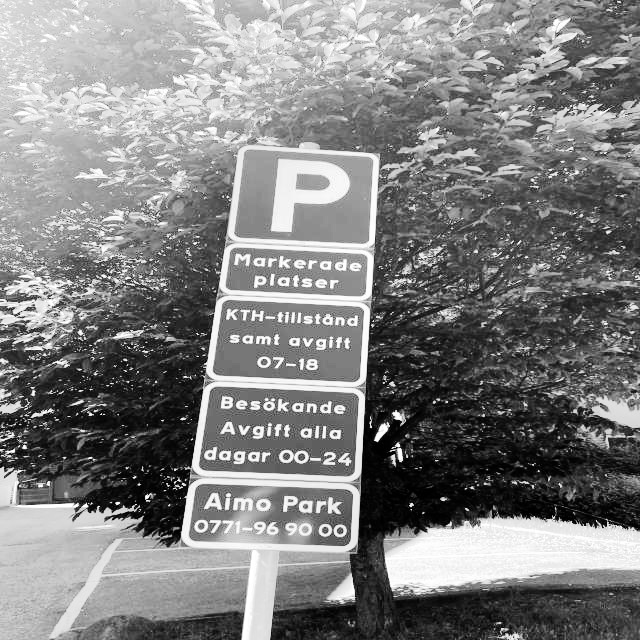 P
Markerade
platser
KTH-tillstånd
samt avgift
07-18
Besökande
Avgift alla
dagar 00-24
Aimo Park
0771-96 90 00